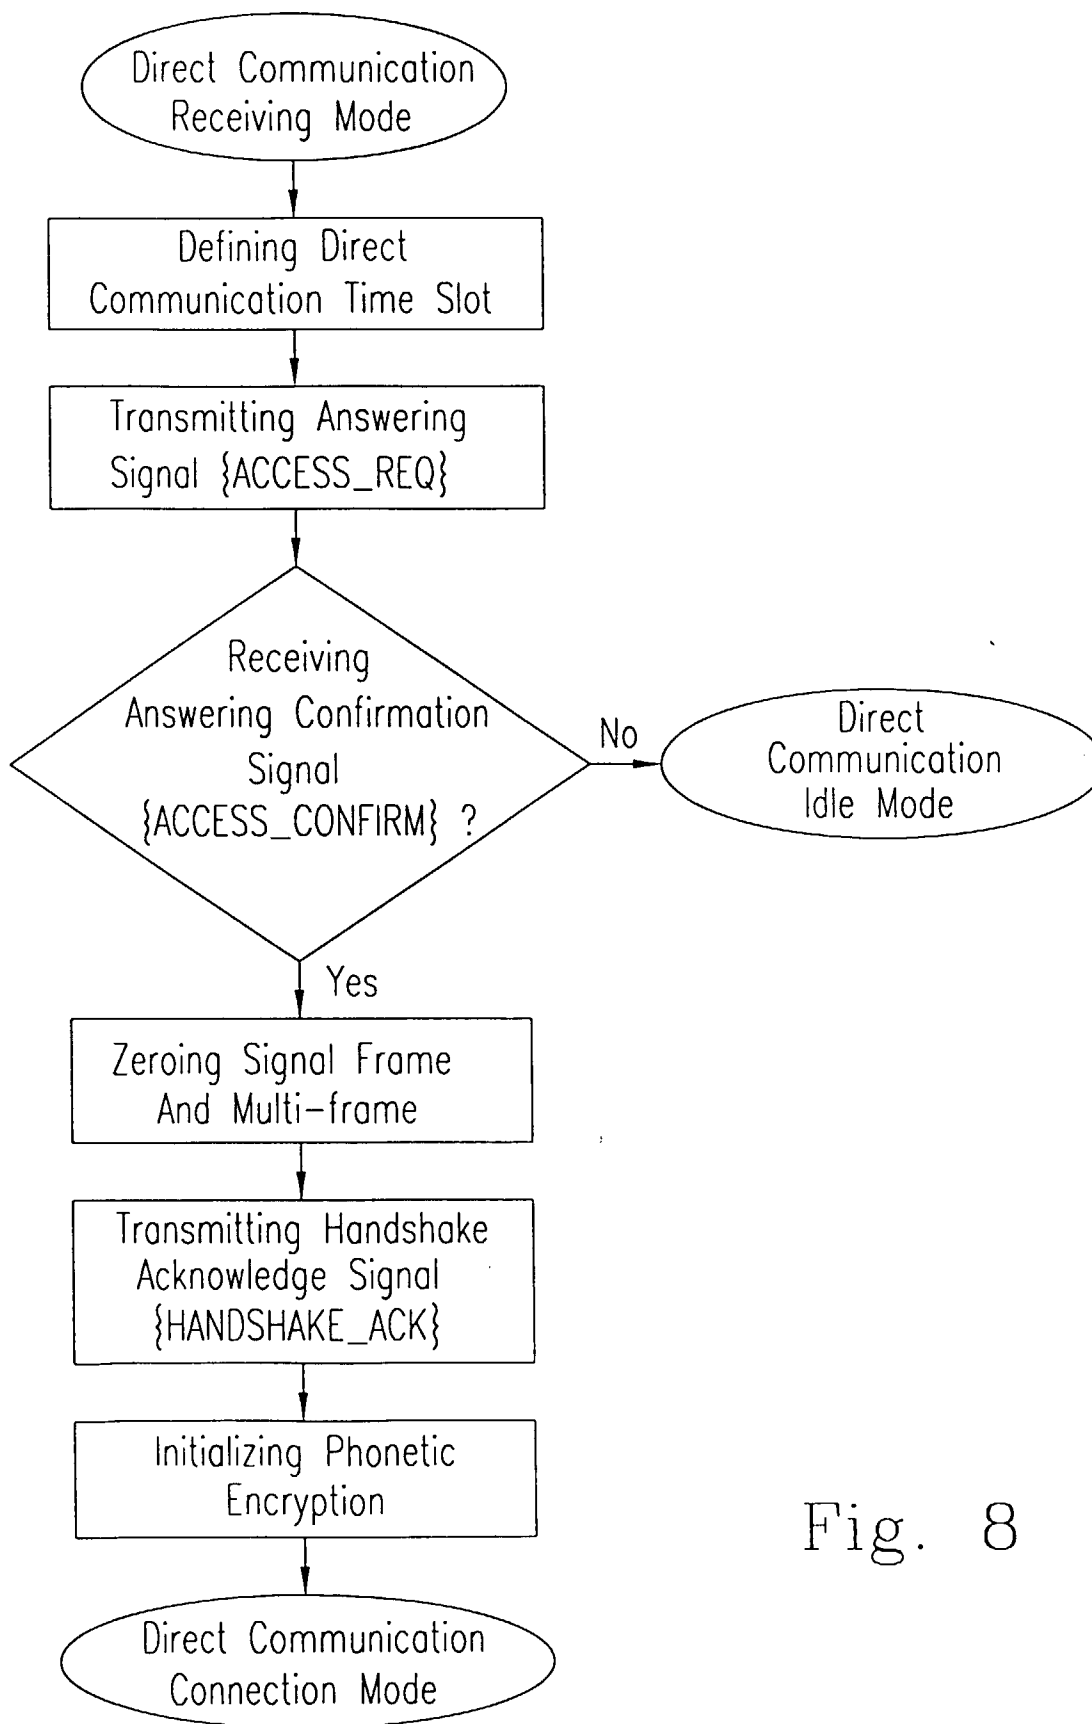 Direct Communication
Receiving Mode
Defining Direct
Communication Time Slot
Transmitting Answering
Signal {ACCESS_REQ}
Receiving
Answering Confirmation
Signal
{ACCESS_CONFIRM} ?
No
Direct
Communication
Idle Mode
Yes
Zeroing Signal Frame
And Multi-frame
Transmitting Handshake
Acknowledge Signal
{HANDSHAKE_ACK}
Initializing Phonetic
Encryption
Direct Communication
Connection Mode
Fig. 8